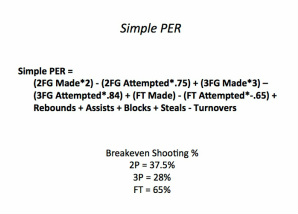 Simple PER
Simple PER =
(2FG Made*2) - (2FG Attempted*.75) + (3FG Made*3) –
(3FG Attempted*.84) + (FT Made) - (FT Attempted*-.65) +
Rebounds + Assists + Blocks + Steals - Turnovers
Breakeven Shooting %
2P = 37.5%
3P = 28%
FT = 65%